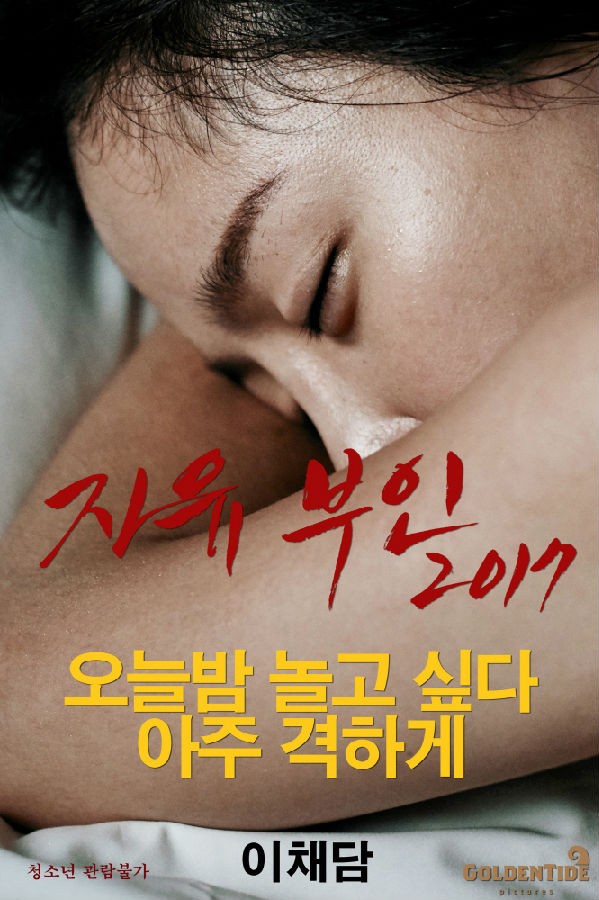 자유 부인
2017
오늘밤 놀고 싶다
아주 격하게
이채담
청소년 관람불가
GOLDENTIDE
pictures